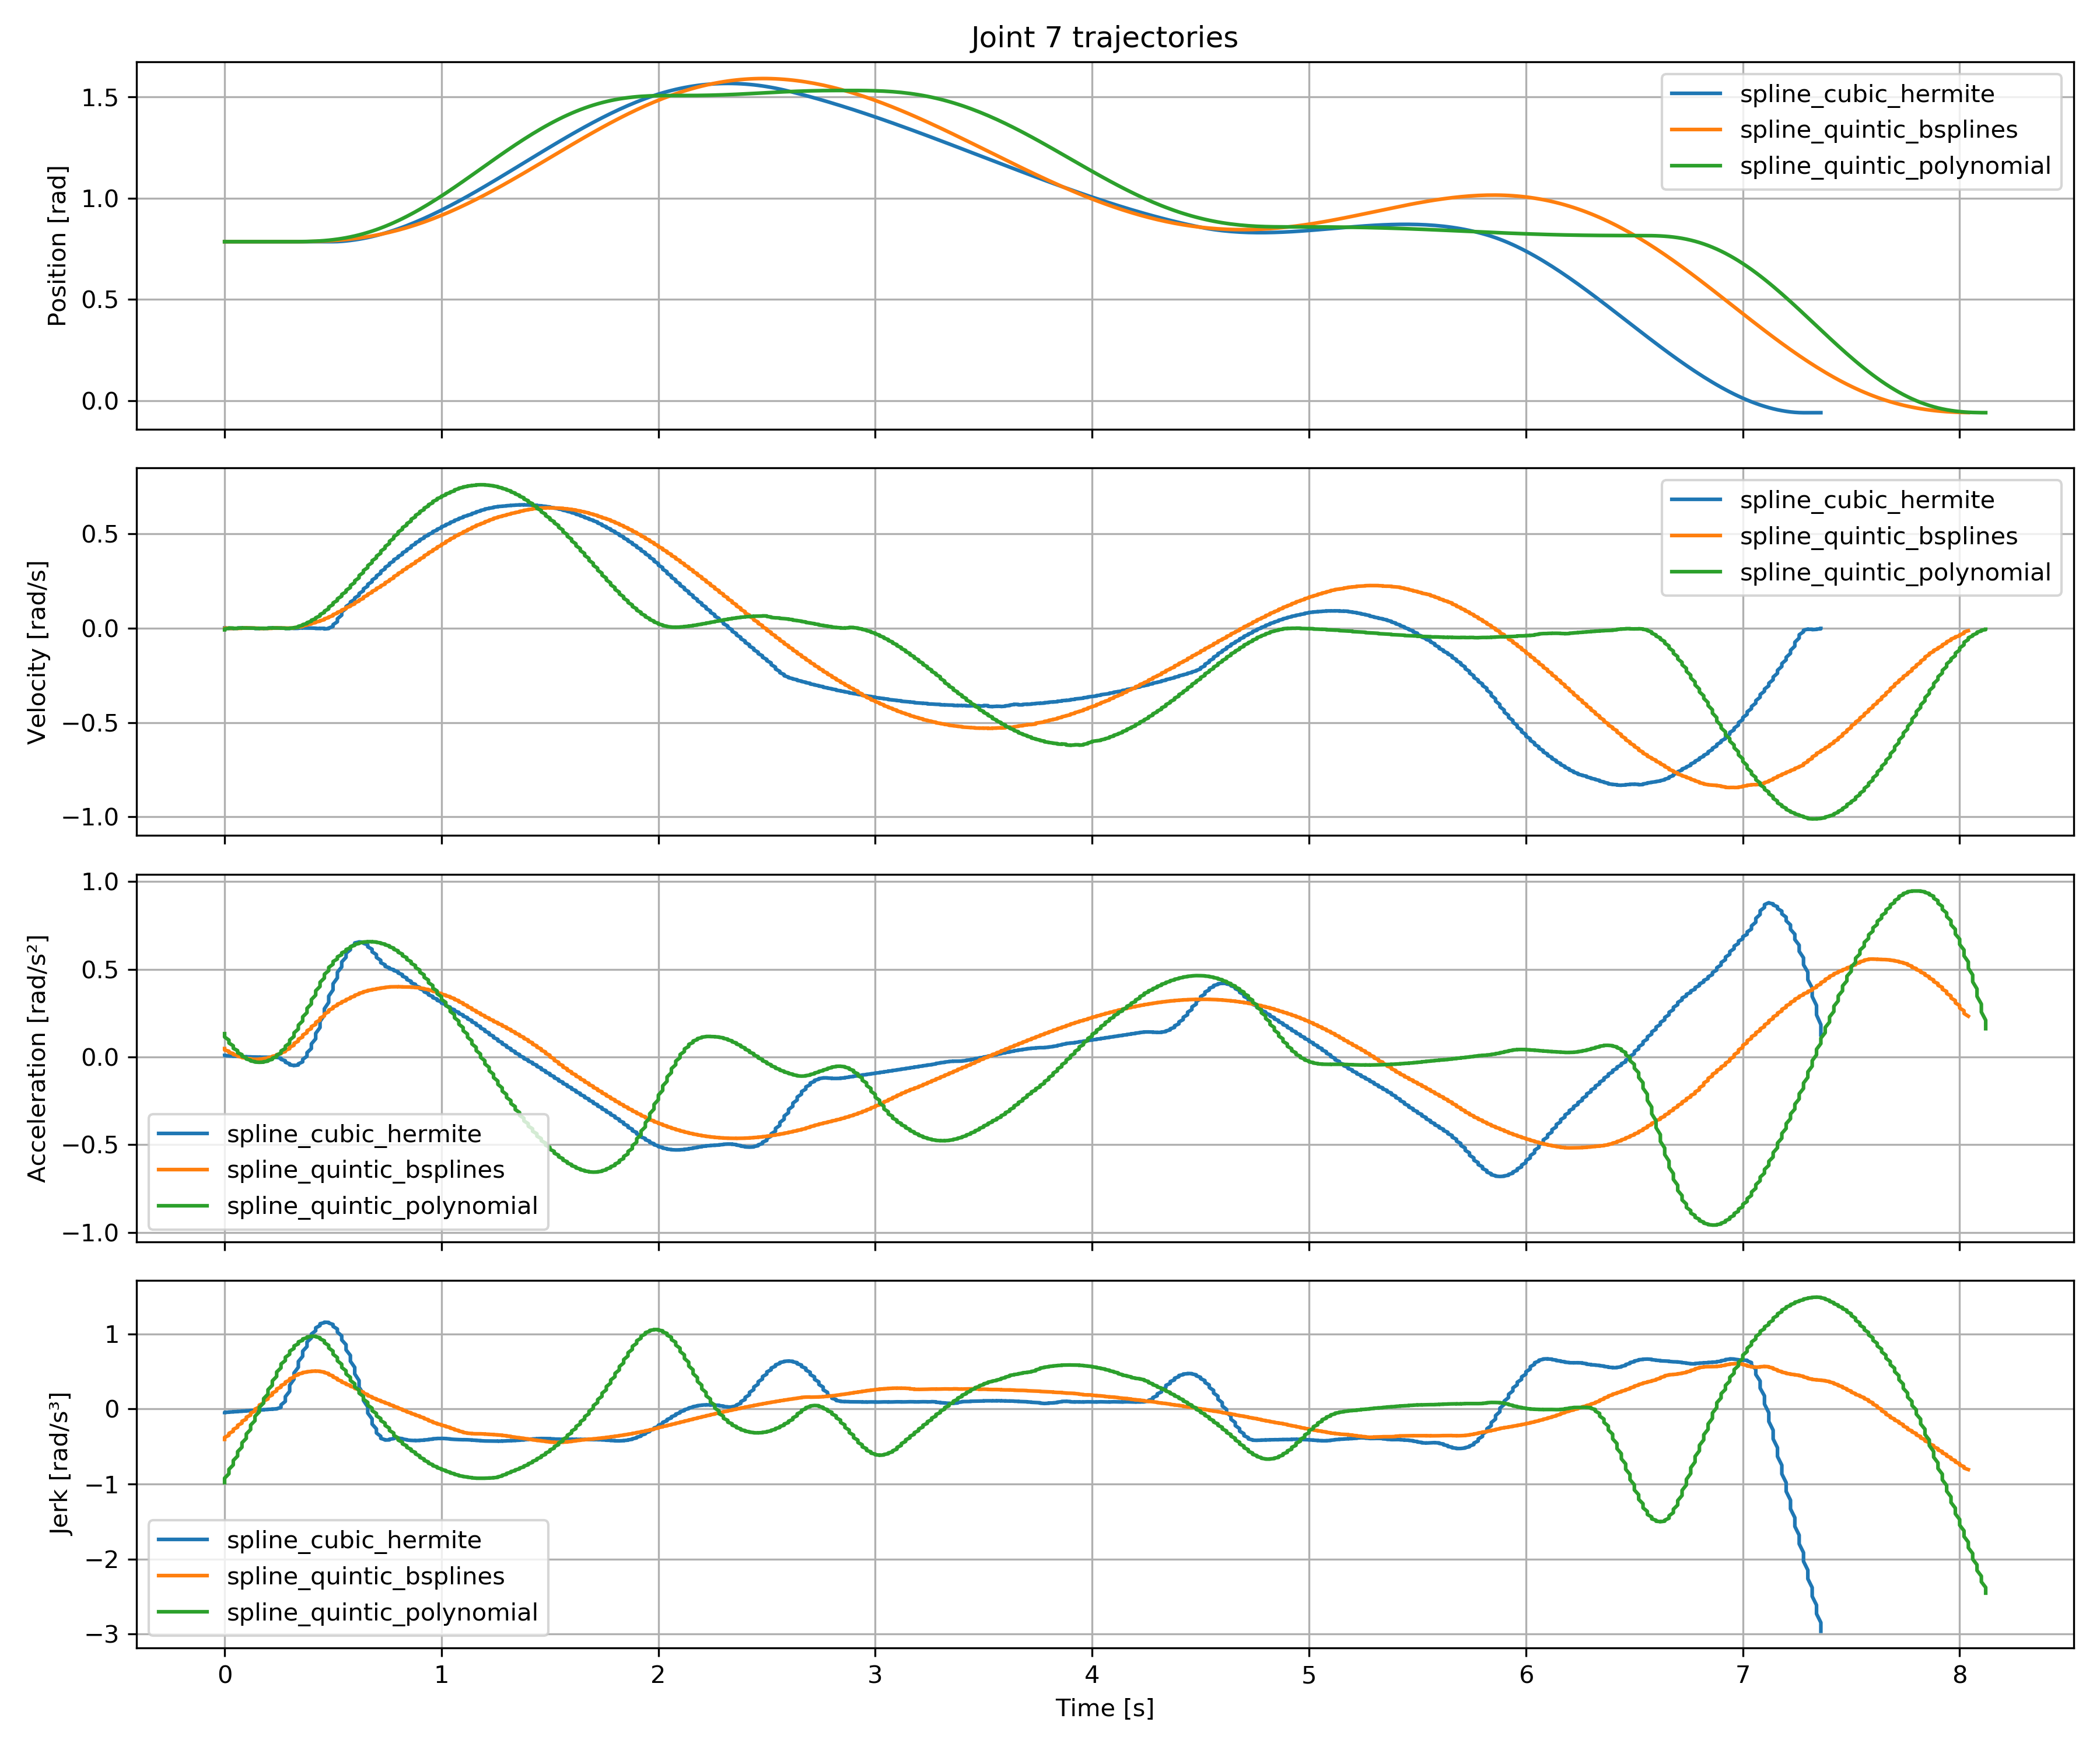 Joint 7 trajectories
1.5
1.0
0.5
0.0
Position [rad]
spline_cubic_hermite
spline_quintic_bsplines
spline_quintic_polynomial
0.5
0.0
−0.5
−1.0
Velocity [rad/s]
spline_cubic_hermite
spline_quintic_bsplines
spline_quintic_polynomial
1.0
0.5
0.0
−0.5
−1.0
Acceleration [rad/s²]
spline_cubic_hermite
spline_quintic_bsplines
spline_quintic_polynomial
1
0
−1
−2
−3
Jerk [rad/s³]
spline_cubic_hermite
spline_quintic_bsplines
spline_quintic_polynomial
0 1 2 3 4 5 6 7 8
Time [s]